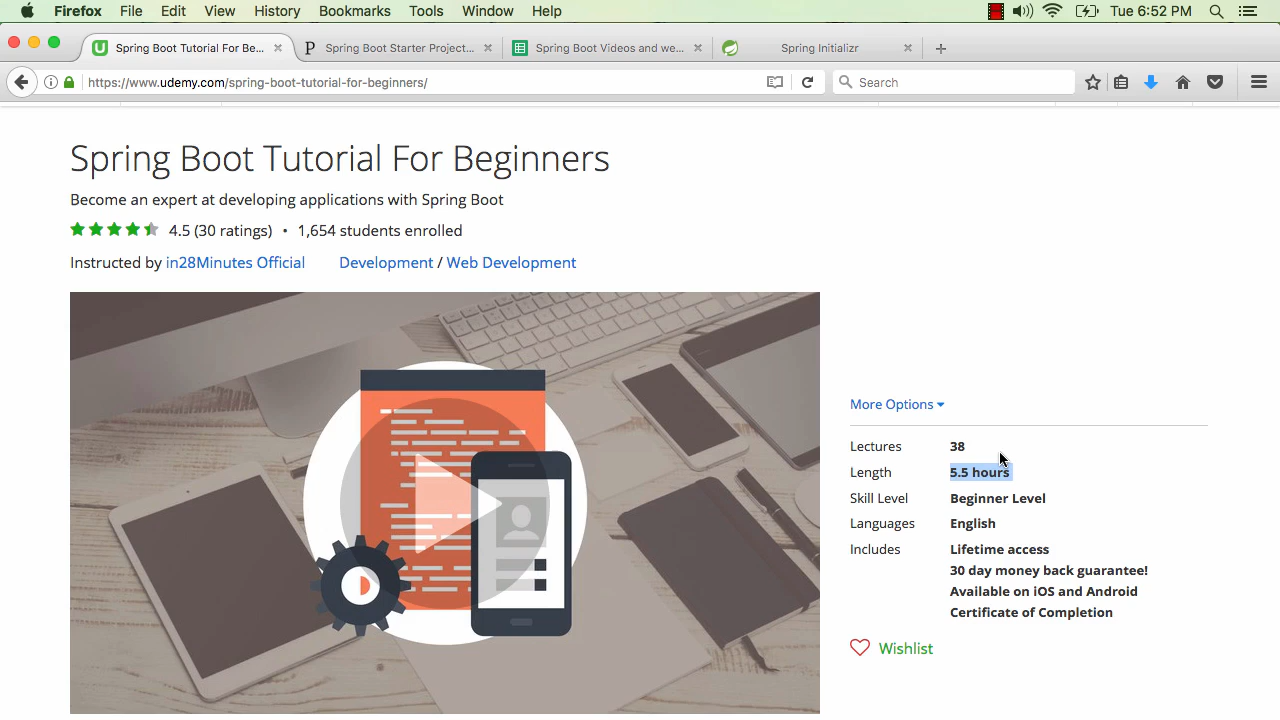 Firefox File Edit View History Bookmarks Tools Window Help Tue 6:52 PM
Spring Boot Tutorial For Be... Spring Boot Starter Project... Spring Boot Videos and we... Spring Initializr
https://www.udemy.com/spring-boot-tutorial-for-beginners/ Search
Spring Boot Tutorial For Beginners
Become an expert at developing applications with Spring Boot
4.5 (30 ratings) • 1,654 students enrolled
Instructed by in28Minutes Official Development / Web Development
More Options
Lectures 38
Length 5.5 hours
Skill Level Beginner Level
Languages English
Includes Lifetime access
30 day money back guarantee!
Available on iOS and Android
Certificate of Completion
Wishlist